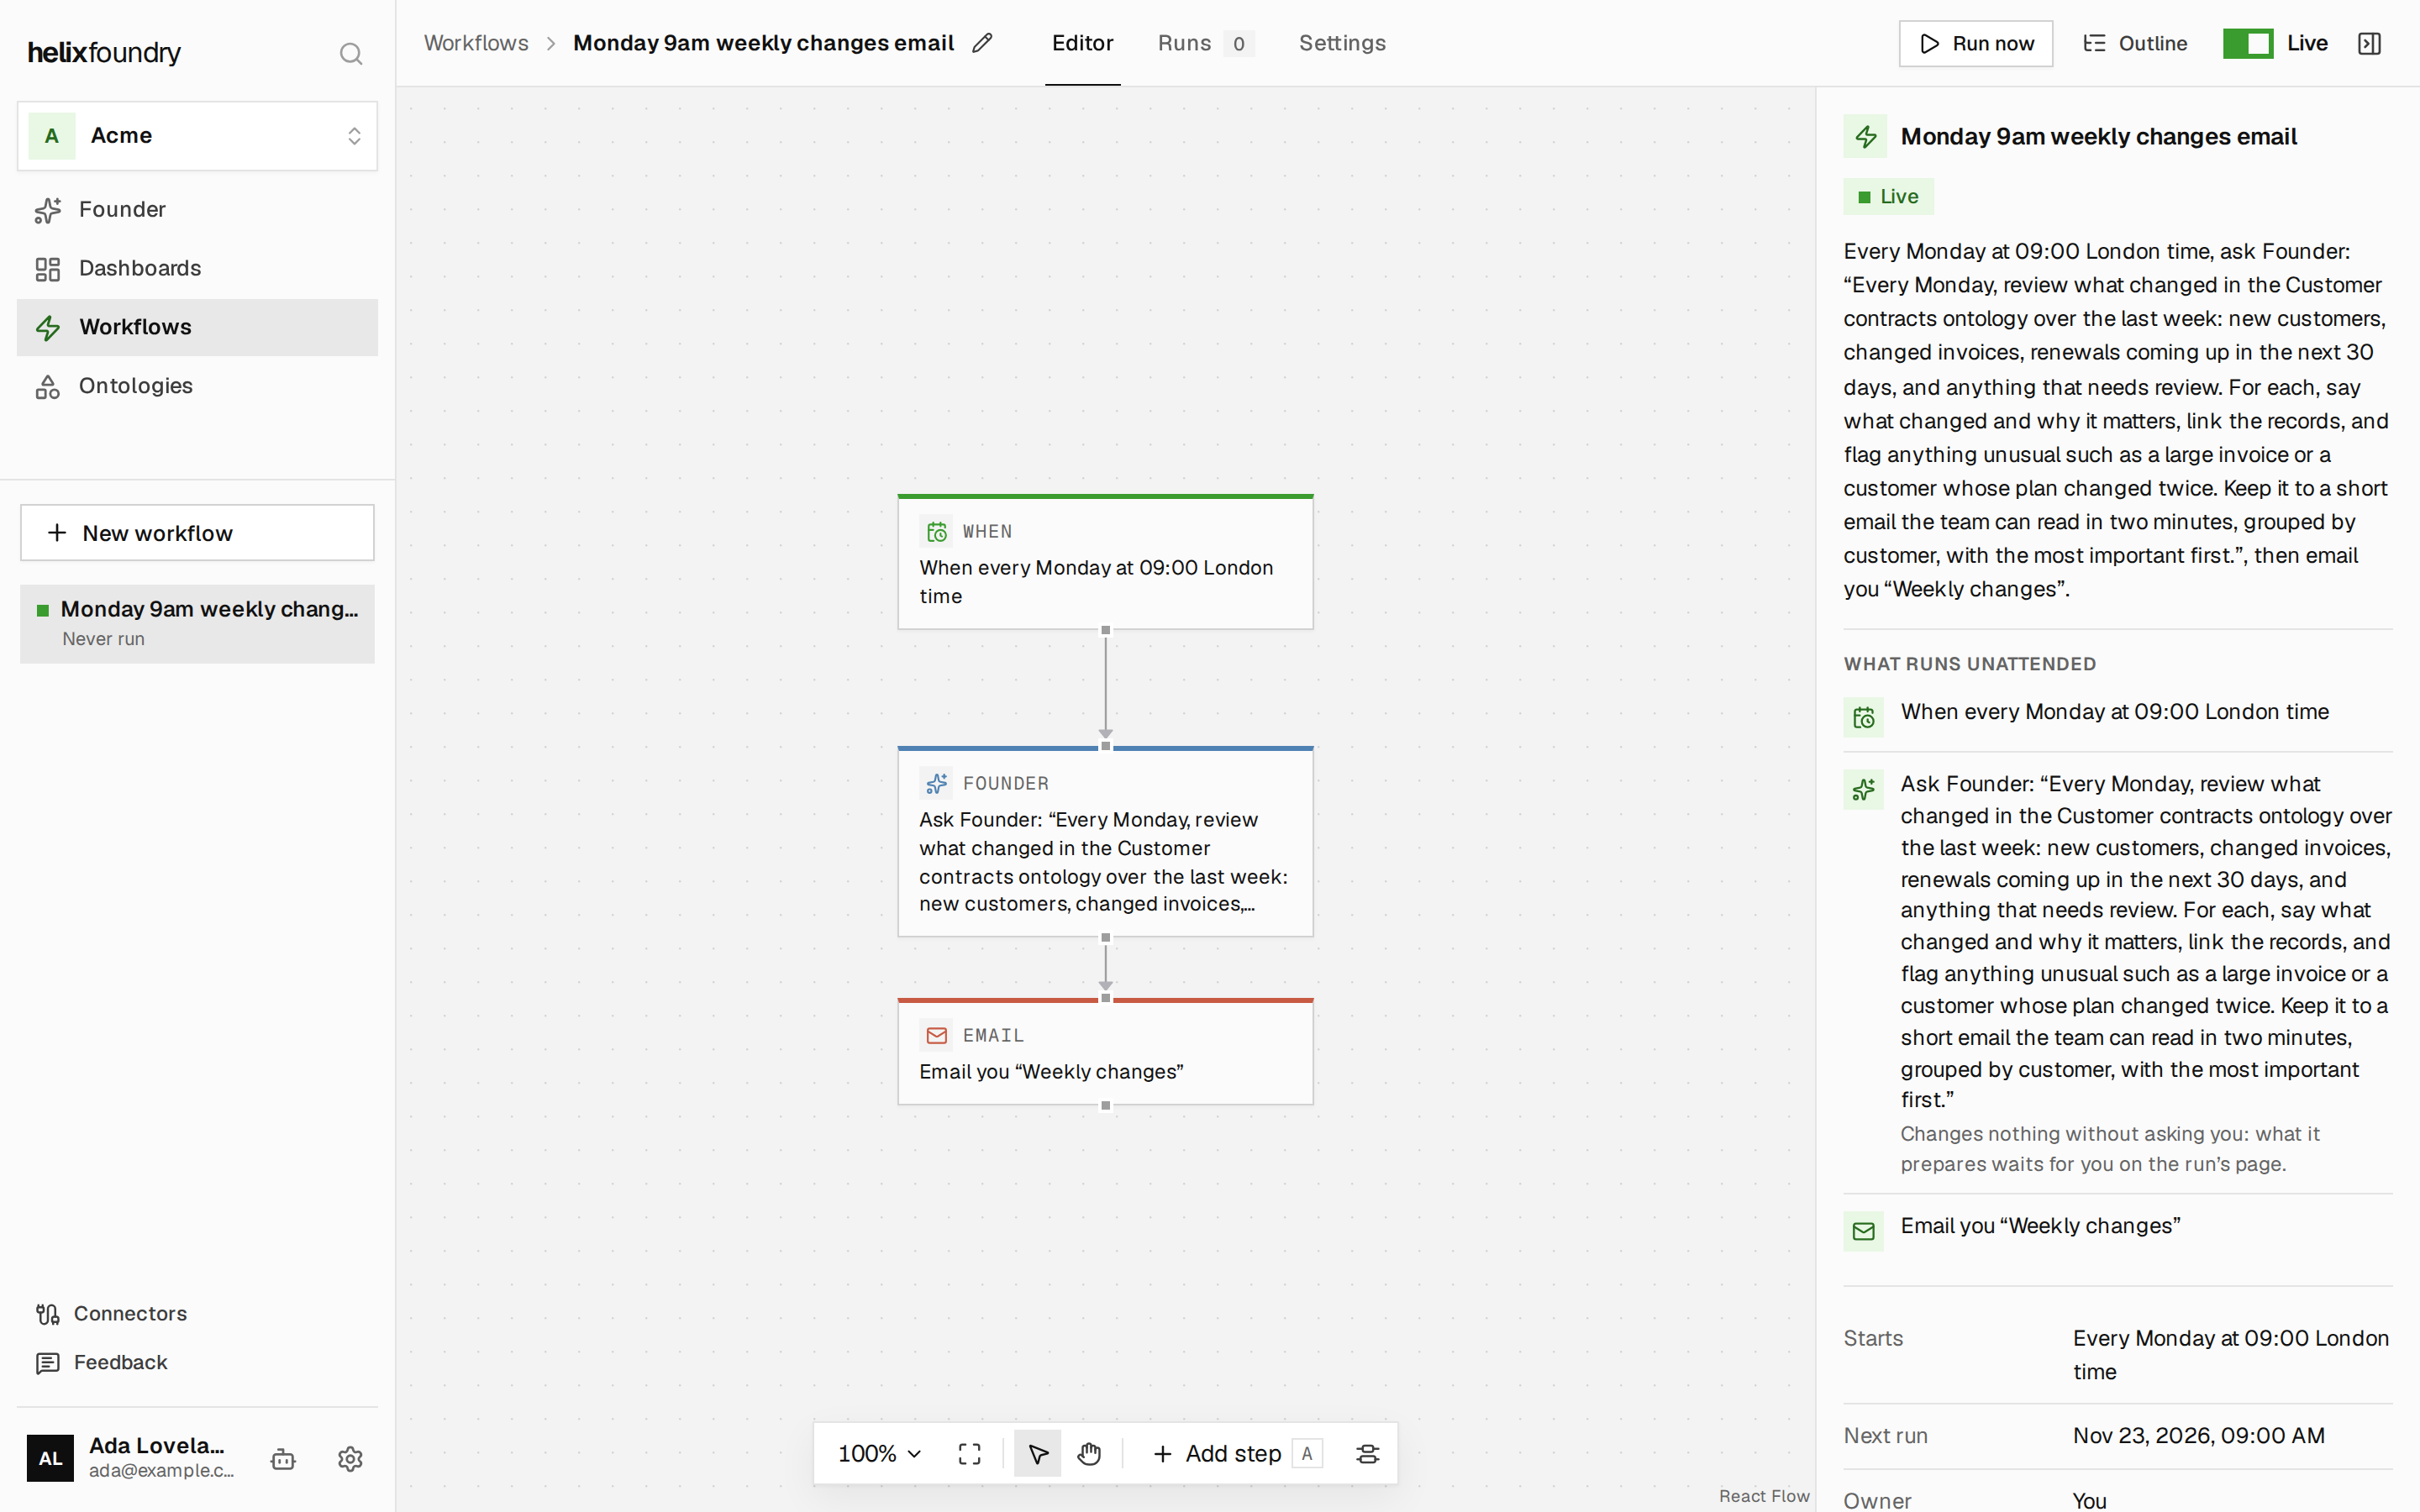 helixfoundry
A
Acme
Founder
Dashboards
Workflows
Ontologies
New workflow
Monday 9am weekly chang...
Never run
Connectors
Feedback
AL
Ada Lovela...
ada@example.c...
Workflows
Monday 9am weekly changes email
Editor
Runs 0
Settings
Run now
Outline
Live
WHEN
When every Monday at 09:00 London
time
FOUNDER
Ask Founder: “Every Monday, review
what changed in the Customer
contracts ontology over the last week:
new customers, changed invoices,...
EMAIL
Email you “Weekly changes”
100%
Add step A
React Flow
Monday 9am weekly changes email
Live
Every Monday at 09:00 London time, ask Founder:
“Every Monday, review what changed in the Customer
contracts ontology over the last week: new customers,
changed invoices, renewals coming up in the next 30
days, and anything that needs review. For each, say
what changed and why it matters, link the records, and
flag anything unusual such as a large invoice or a
customer whose plan changed twice. Keep it to a short
email the team can read in two minutes, grouped by
customer, with the most important first.”, then email
you “Weekly changes”.
WHAT RUNS UNATTENDED
When every Monday at 09:00 London time
Ask Founder: “Every Monday, review what
changed in the Customer contracts ontology over
the last week: new customers, changed invoices,
renewals coming up in the next 30 days, and
anything that needs review. For each, say what
changed and why it matters, link the records, and
flag anything unusual such as a large invoice or a
customer whose plan changed twice. Keep it to a
short email the team can read in two minutes,
grouped by customer, with the most important
first.”
Changes nothing without asking you: what it
prepares waits for you on the run’s page.
Email you “Weekly changes”
Starts
Every Monday at 09:00 London
time
Next run
Nov 23, 2026, 09:00 AM
Owner
You